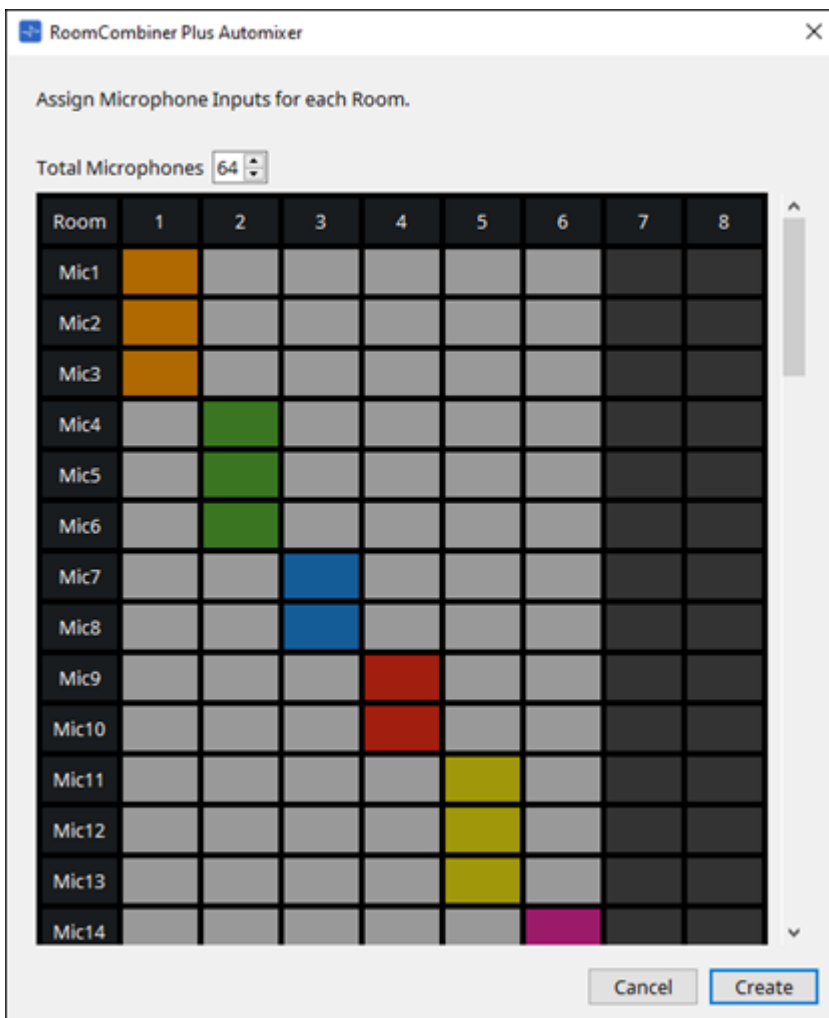 RoomCombiner Plus Automixer
Assign Microphone Inputs for each Room.
Total Microphones 64
Room 1 2 3 4 5 6 7 8
Mic1
Mic2
Mic3
Mic4
Mic5
Mic6
Mic7
Mic8
Mic9
Mic10
Mic11
Mic12
Mic13
Mic14
Cancel Create